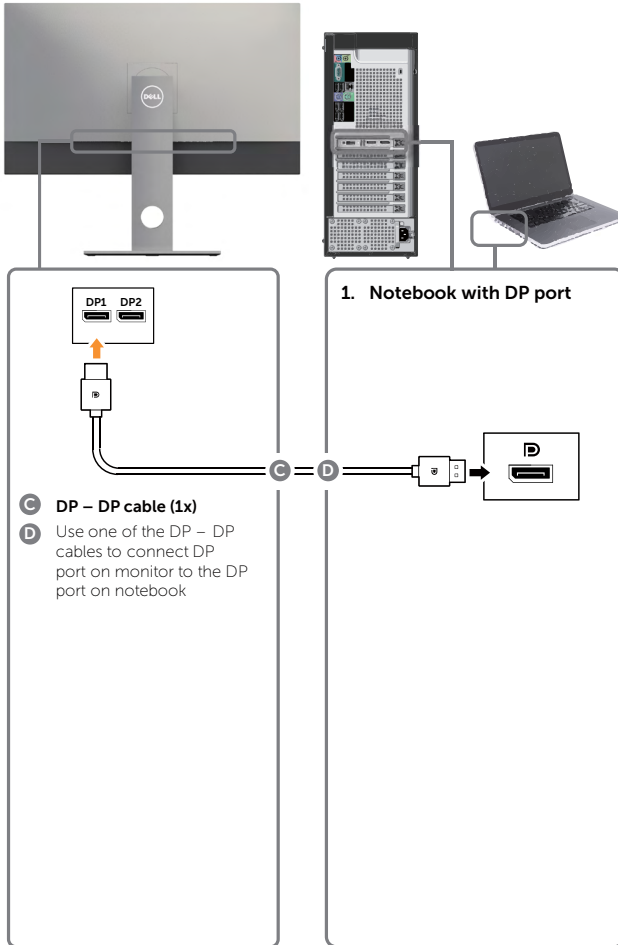 DELL
DP1 DP2
1. Notebook with DP port
C D
C DP – DP cable (1x)
D Use one of the DP – DP
cables to connect DP
port on monitor to the DP
port on notebook